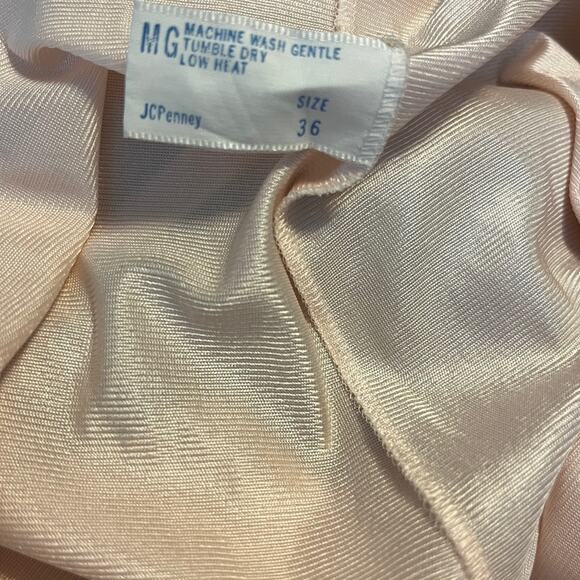 MG MACHINE WASH GENTLE
TUMBLE DRY
LOW HEAT
SIZE
JCPenney 36